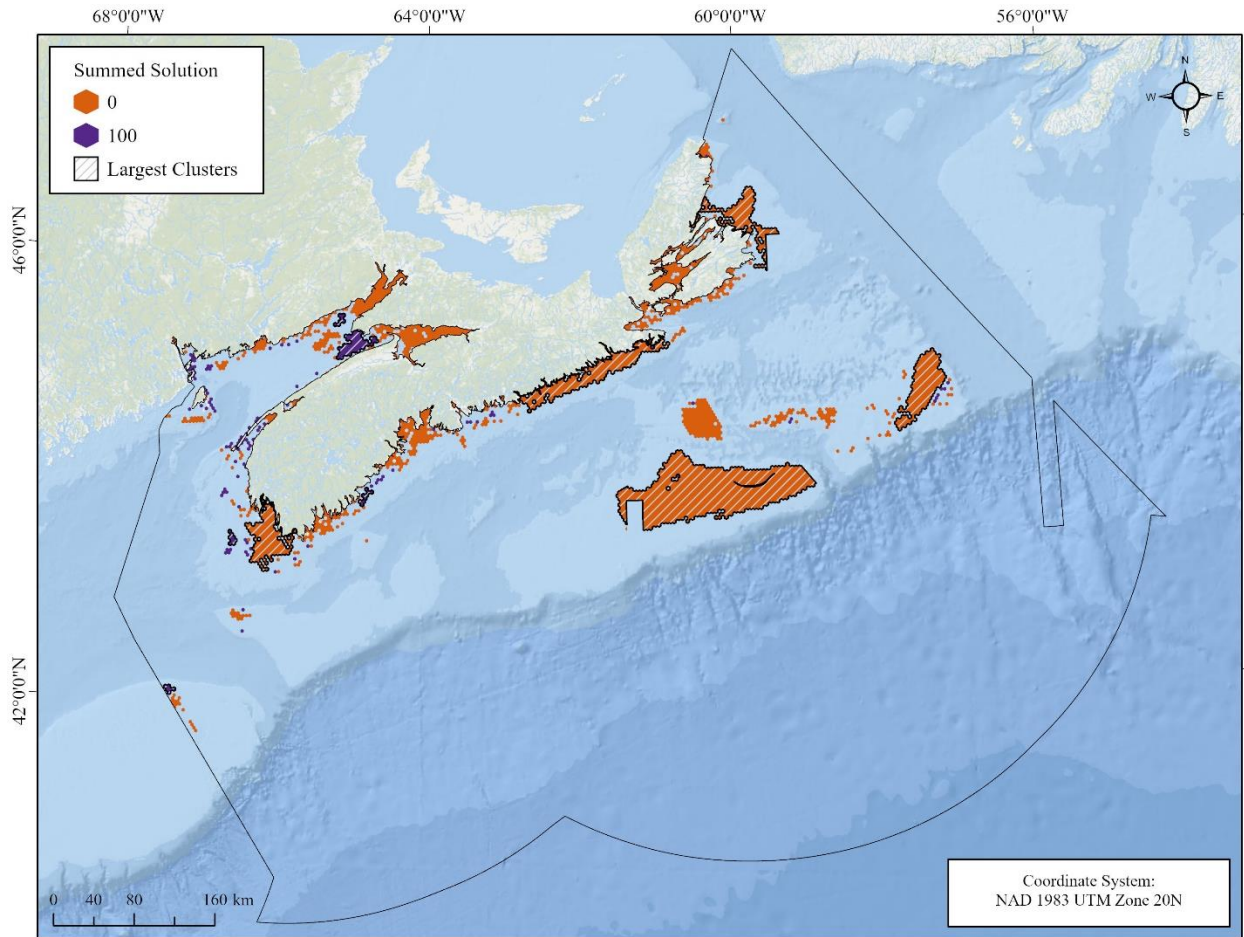 68°0'0"W 64°0'0"W 60°0'0"W 56°0'0"W
Summed Solution
0
100
Largest Clusters
N
W E
S
46°0'0"N
42°0'0"N
0 40 80 160 km
Coordinate System:
NAD 1983 UTM Zone 20N